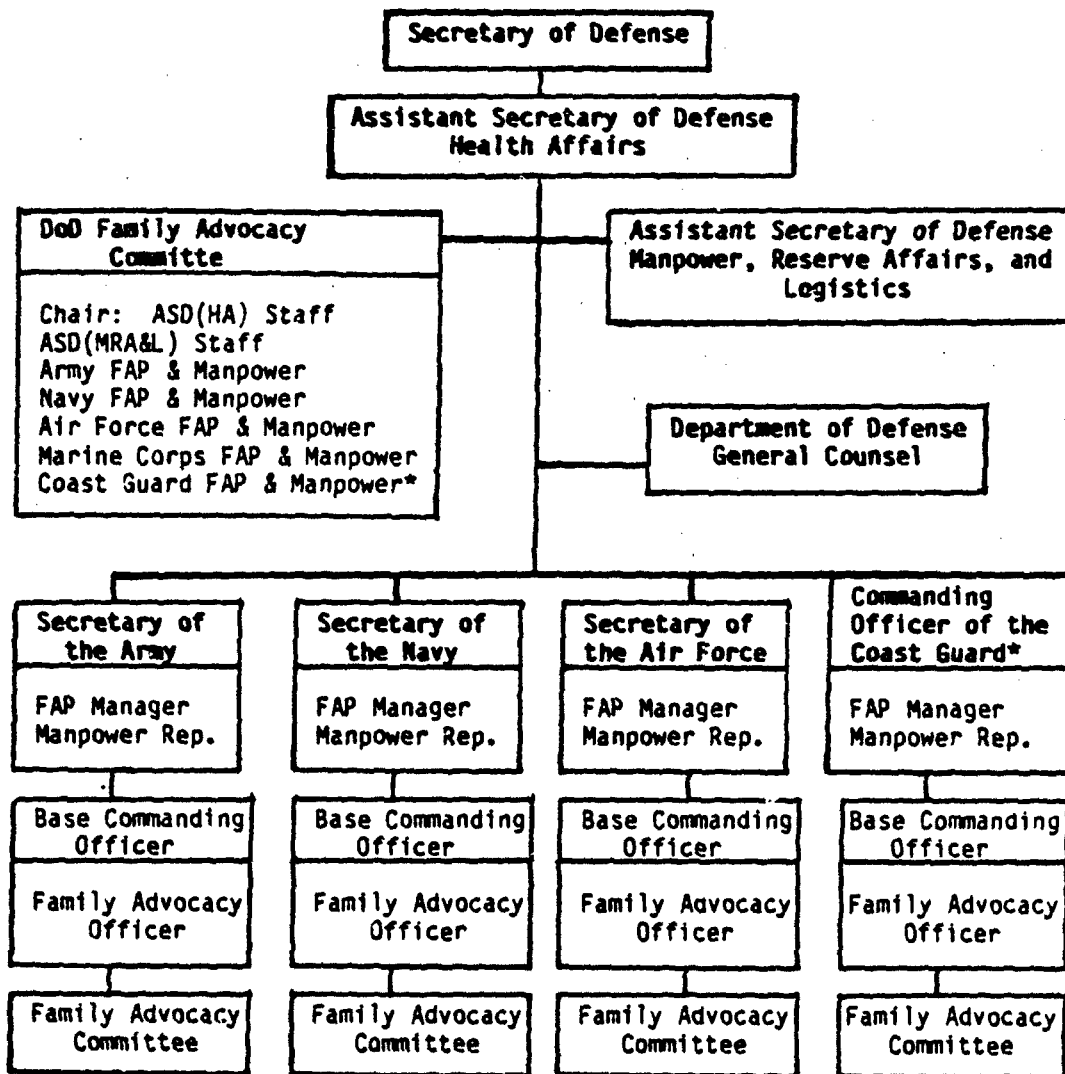 Secretary of Defense
Assistant Secretary of Defense
Health Affairs
DoD Family Advocacy
Committe
Chair: ASD(HA) Staff
ASD(MRA&L) Staff
Army FAP & Manpower
Navy FAP & Manpower
Air Force FAP & Manpower
Marine Corps FAP & Manpower
Coast Guard FAP & Manpower*
Assistant Secretary of Defense
Manpower, Reserve Affairs, and
Logistics
Department of Defense
General Counsel
Secretary of
the Army
FAP Manager
Manpower Rep.
Secretary of
the Navy
FAP Manager
Manpower Rep.
Secretary of
the Air Force
FAP Manager
Manpower Rep.
Commanding
Officer of the
Coast Guard*
FAP Manager
Manpower Rep.
Base Commanding
Officer
Family Advocacy
Officer
Base Commanding
Officer
Family Advocacy
Officer
Base Commanding
Officer
Family Advocacy
Officer
Base Commanding
Officer
Family Advocacy
Officer
Family Advocacy
Committee
Family Advocacy
Committee
Family Advocacy
Committee
Family Advocacy
Committee